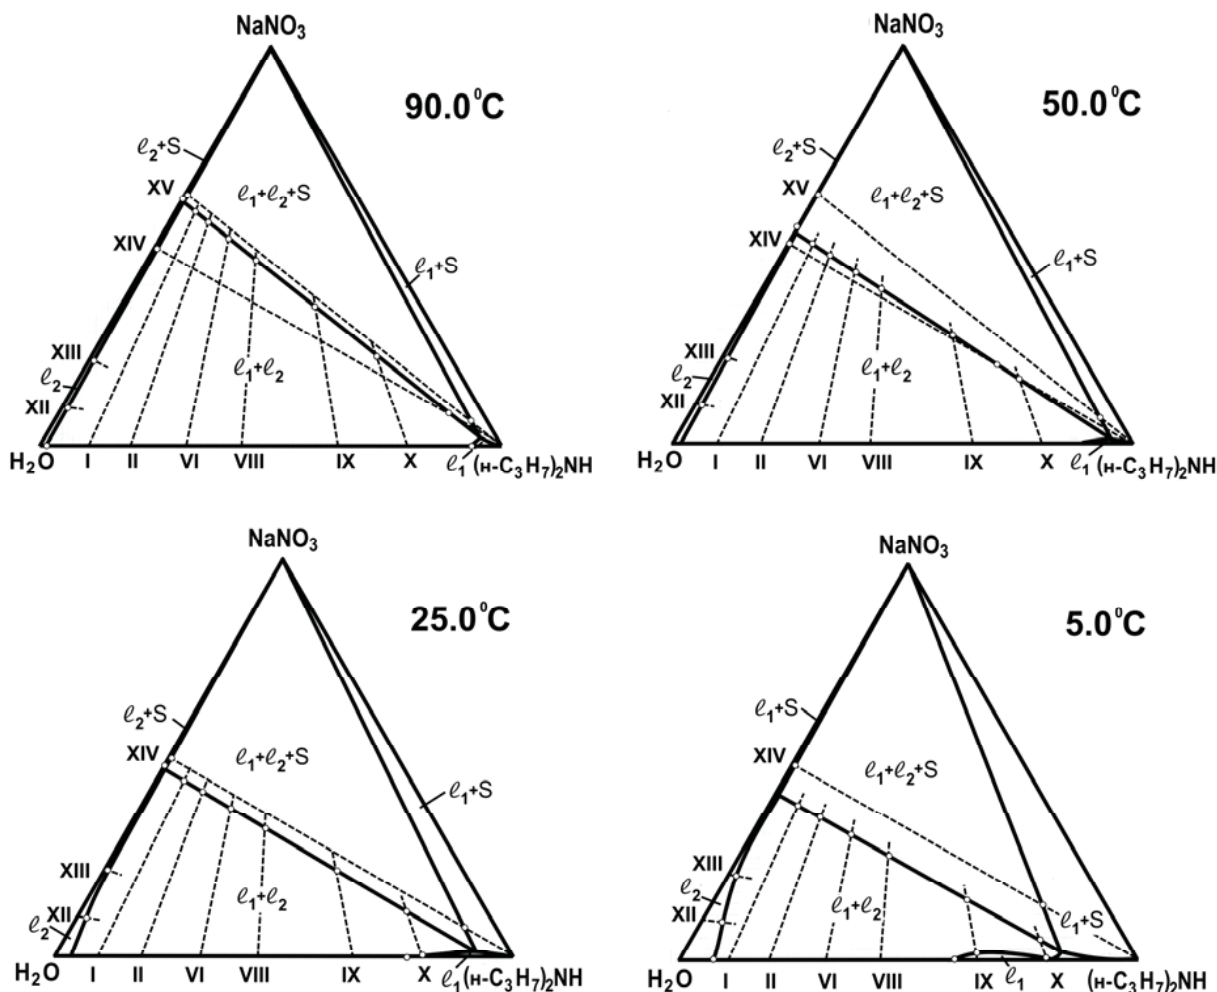 NaNO₃
90.0⁰C
ℓ₂+S
XV
ℓ₁+ℓ₂+S
XIV
ℓ₁+S
XIII
ℓ₂
ℓ₁+ℓ₂
XII
H₂O I II VI VIII IX X ℓ₁ (н-C₃H₇)₂NH
NaNO₃
50.0⁰C
ℓ₂+S
XV
ℓ₁+ℓ₂+S
XIV
ℓ₁+S
XIII
ℓ₂
ℓ₁+ℓ₂
XII
H₂O I II VI VIII IX X ℓ₁ (н-C₃H₇)₂NH
NaNO₃
25.0⁰C
ℓ₂+S
XIV
ℓ₁+ℓ₂+S
ℓ₁+S
XIII
ℓ₁+ℓ₂
XII
ℓ₂
H₂O I II VI VIII IX X ℓ₁ (н-C₃H₇)₂NH
NaNO₃
5.0⁰C
ℓ₁+S
XIV
ℓ₁+ℓ₂+S
XIII
ℓ₂
XII
ℓ₁+ℓ₂
ℓ₁+S
H₂O I II VI VIII IX ℓ₁ X (н-C₃H₇)₂NH